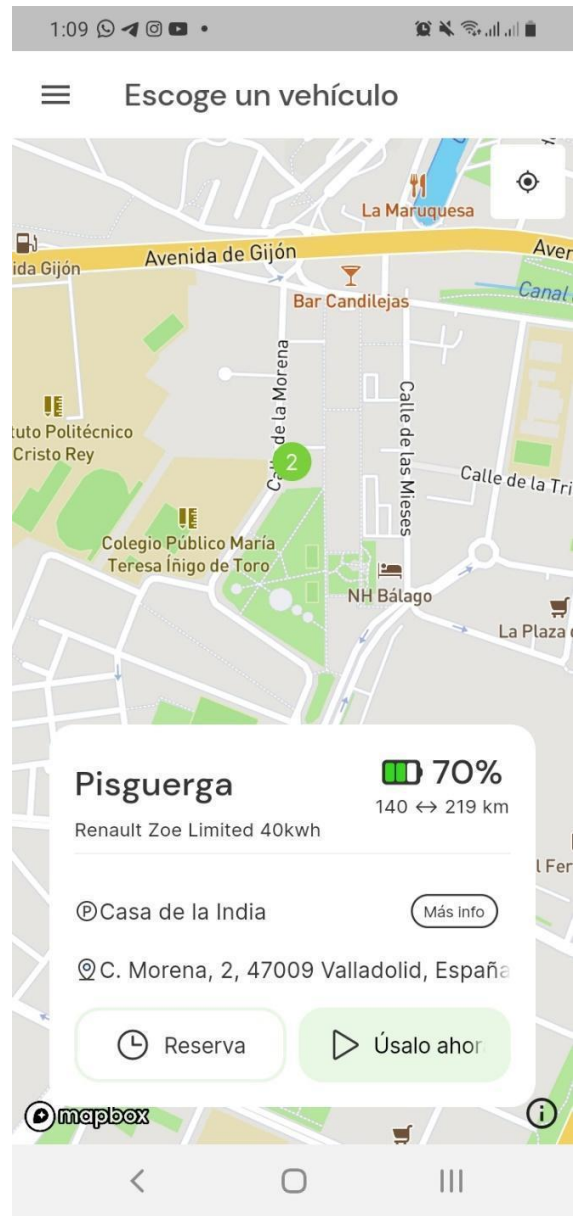 1:09
Escoge un vehículo
La Maruquesa
ida Gijón
Avenida de Gijón
Aver
Bar Candilejas
Canal
Calle de la Morena
Calle de las Mieses
tuto Politécnico
Cristo Rey
2
Calle de la Tri
Colegio Público María
Teresa Íñigo de Toro
NH Bálago
La Plaza
Pisguerga
70%
140 ↔ 219 km
Renault Zoe Limited 40kwh
l Fer
Casa de la India
Más info
C. Morena, 2, 47009 Valladolid, España
Reserva
Úsalo ahor
mapbox